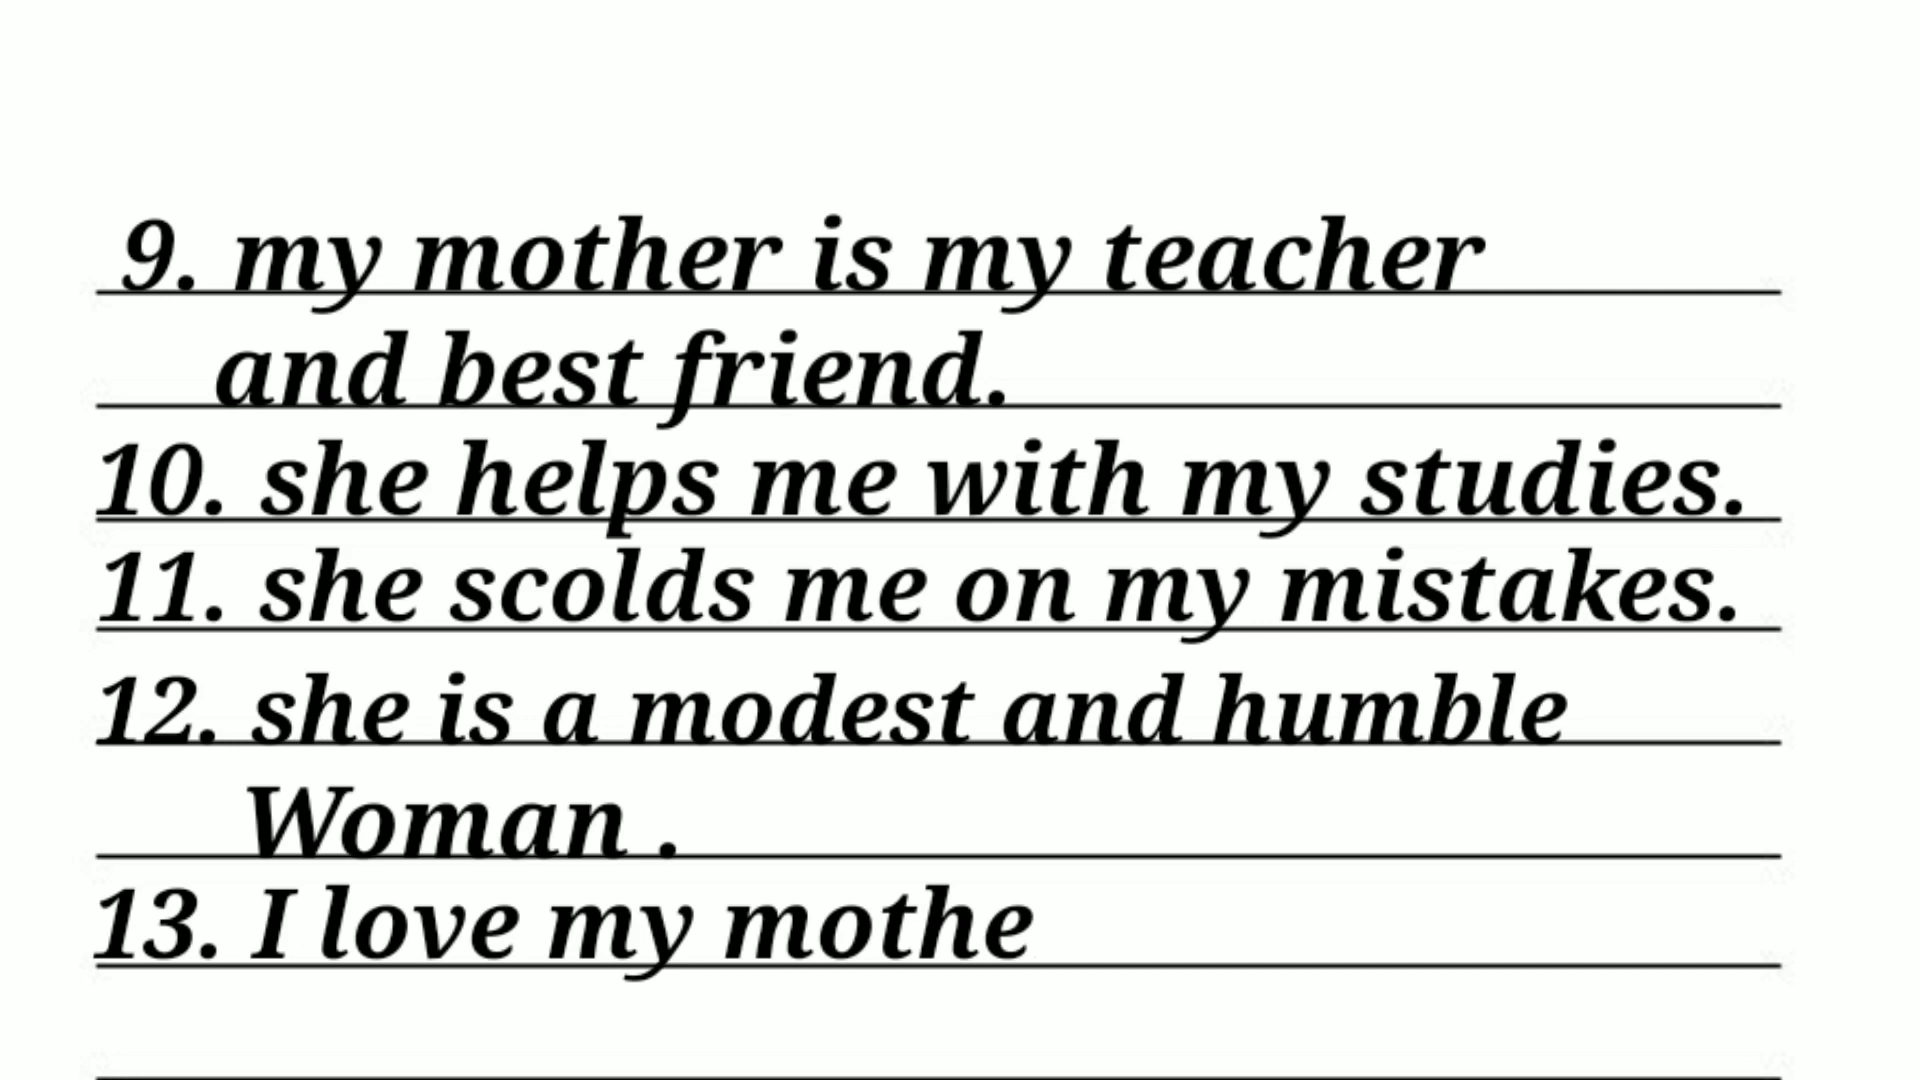 9. my mother is my teacher
and best friend.
10. she helps me with my studies.
11. she scolds me on my mistakes.
12. she is a modest and humble
Woman .
13. I love my mothe